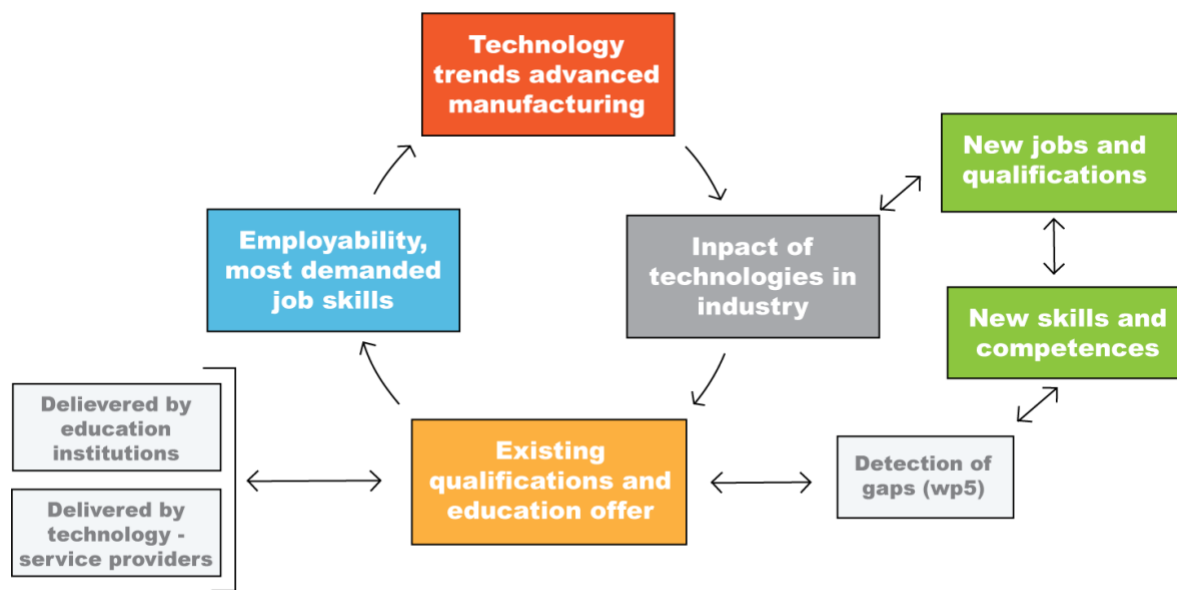 Technology
trends advanced
manufacturing
New jobs and
qualifications
Employability,
most demanded
job skills
Inpact of
technologies in
industry
New skills and
competences
Delievered by
education
institutions
Existing
qualifications and
education offer
Detection of
gaps (wp5)
Delivered by
technology -
service providers